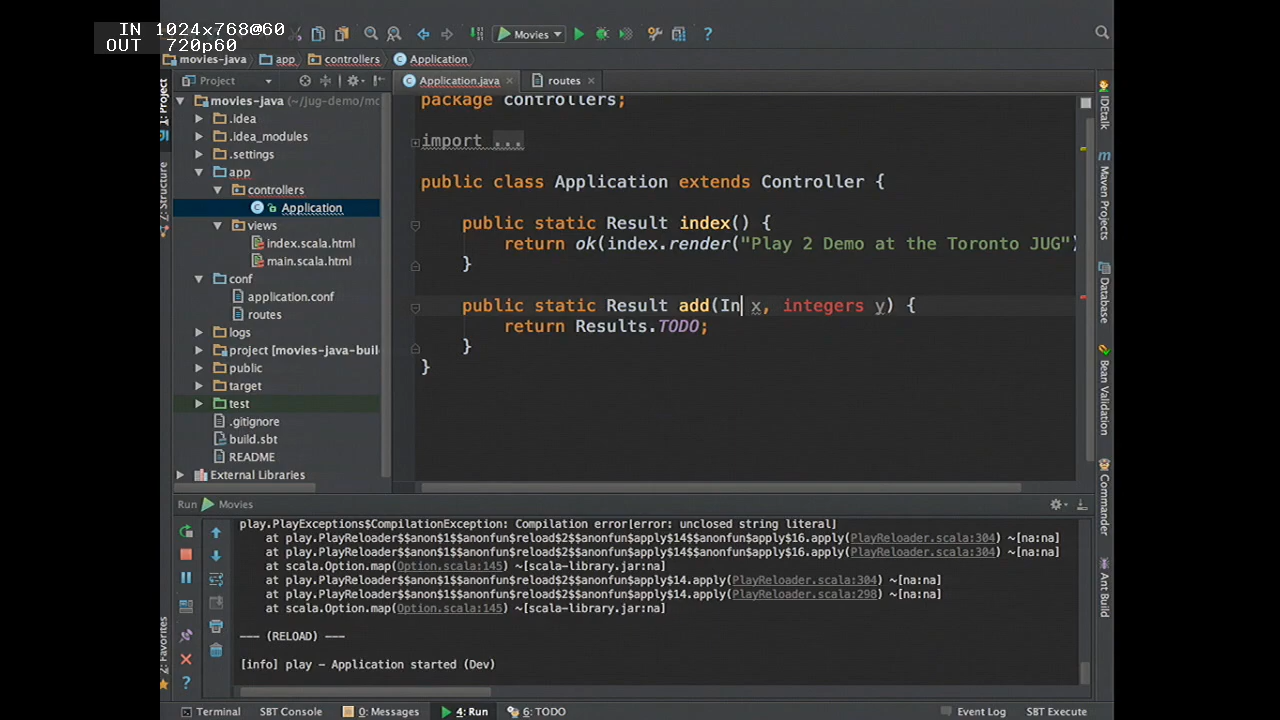 IN 1024x768@60
OUT 720p60
Movies
movies-java app controllers Application
1: Project
Project
Application.java
routes
movies-java (~/jug-demo/mo
.idea
.idea_modules
.settings
app
controllers
Application
views
index.scala.html
main.scala.html
conf
application.conf
routes
logs
project [movies-java-buil
public
target
test
.gitignore
build.sbt
README
External Libraries
Z: Structure
2: Favorites
package controllers;
import ...
public class Application extends Controller {
public static Result index() {
return ok(index.render("Play 2 Demo at the Toronto JUG")
}
public static Result add(In x, integers y) {
return Results.TODO;
}
}
IDEtalk
Maven Projects
Database
Bean Validation
Commander
Ant Build
Run Movies
play.PlayExceptions$CompilationException: Compilation error[error: unclosed string literal]
at play.PlayReloader$$anon$1$$anonfun$reload$2$$anonfun$apply$14$$anonfun$apply$16.apply(PlayReloader.scala:304) ~[na:na]
at play.PlayReloader$$anon$1$$anonfun$reload$2$$anonfun$apply$14$$anonfun$apply$16.apply(PlayReloader.scala:304) ~[na:na]
at scala.Option.map(Option.scala:145) ~[scala-library.jar:na]
at play.PlayReloader$$anon$1$$anonfun$reload$2$$anonfun$apply$14.apply(PlayReloader.scala:304) ~[na:na]
at play.PlayReloader$$anon$1$$anonfun$reload$2$$anonfun$apply$14.apply(PlayReloader.scala:298) ~[na:na]
at scala.Option.map(Option.scala:145) ~[scala-library.jar:na]
--- (RELOAD) ---
[info] play - Application started (Dev)
Terminal SBT Console 0: Messages 4: Run 6: TODO Event Log SBT Execute